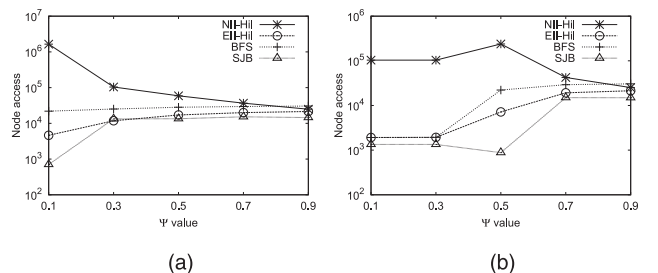 10^7
10^6
10^5
10^4
10^3
10^2
Node access
NII-Hil
EII-Hil
BFS
SJB
0.1 0.3 0.5 0.7 0.9
Ψ value
(a)
10^6
10^5
10^4
10^3
10^2
Node access
NII-Hil
EII-Hil
BFS
SJB
0.1 0.3 0.5 0.7 0.9
Ψ value
(b)